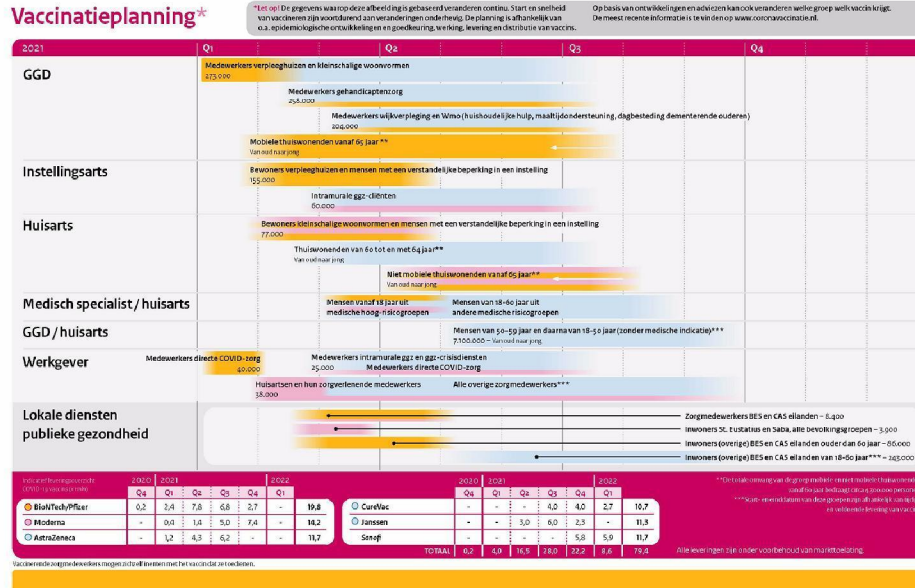 Vaccinatieplanning*
*Let op! De gegevens waarop deze afbeelding is gebaseerd veranderen continu. Start en snelheid
van vaccineren zijn voortdurend aan veranderingen onderhevig. De planning is afhankelijk van
o.a. epidemiologische ontwikkelingen en goedkeuring, werking, levering en distributie van vaccins.
Op basis van ontwikkelingen en adviezen kan ook veranderen welke groep welk vaccin krijgt.
De meest recente informatie is te vinden op www.coronavaccinatie.nl.
2021 Q1 Q2 Q3 Q4
GGD
Medewerkers verpleeghuizen en kleinschalige woonvormen
273.000
Medewerkers gehandicaptenzorg
258.000
Medewerkers wijkverpleging en Wmo (huishoudelijke hulp, maaltijdondersteuning, dagbesteding dementerende ouderen)
204.000
Mobiele thuiswonenden vanaf 65 jaar **
Van oud naar jong
Instellingsarts
Bewoners verpleeghuizen en mensen met een verstandelijke beperking in een instelling
155.000
Intramurale ggz-cliënten
60.000
Huisarts
Bewoners kleinschalige woonvormen en mensen met een verstandelijke beperking in een instelling
77.000
Thuiswonenden van 60 tot en met 64 jaar**
Van oud naar jong
Niet mobiele thuiswonenden vanaf 65 jaar**
Van oud naar jong
Medisch specialist / huisarts
Mensen vanaf 18 jaar uit
medische hoog-risicogroepen
Mensen van 18-60 jaar uit
andere medische risicogroepen
GGD / huisarts
Mensen van 50-59 jaar en daarna van 18-50 jaar (zonder medische indicatie)***
7.100.000 – Van oud naar jong
Werkgever
Medewerkers directe COVID-zorg
40.000
Medewerkers intramurale ggz en ggz-crisisdiensten
25.000
Medewerkers directe COVID-zorg
Huisartsen en hun zorgverlenende medewerkers
38.000
Alle overige zorgmedewerkers***
Lokale diensten
publieke gezondheid
Zorgmedewerkers BES en CAS eilanden – 8.400
Inwoners St. Eustatius en Saba, alle bevolkingsgroepen – 3.900
Inwoners (overige) BES en CAS eilanden ouder dan 60 jaar – 86.000
Inwoners (overige) BES en CAS eilanden van 18-60 jaar*** – 243.000
Indicatief leveringsoverzicht
2020 2021 2022
Q4 Q1 Q2 Q3 Q4 Q1
BioNTech/Pfizer 0,2 2,4 7,8 6,8 2,7 - 19,8
Moderna - 0,4 1,4 5,0 7,4 - 14,2
AstraZeneca - 1,2 4,3 6,2 - - 11,7
2020 2021 2022
Q4 Q1 Q2 Q3 Q4 Q1
CureVac - - - 4,0 4,0 2,7 10,7
Janssen - - 3,0 6,0 2,3 - 11,3
Sanofi - - - - 5,8 5,9 11,7
TOTAAL 0,2 4,0 16,5 28,0 22,2 8,6 79,4
Alle leveringen zijn onder voorbehoud van markttoelating.
Vaccinerende zorgmedewerkers mogen zichzelf inenten met het vaccin dat ze toedienen.